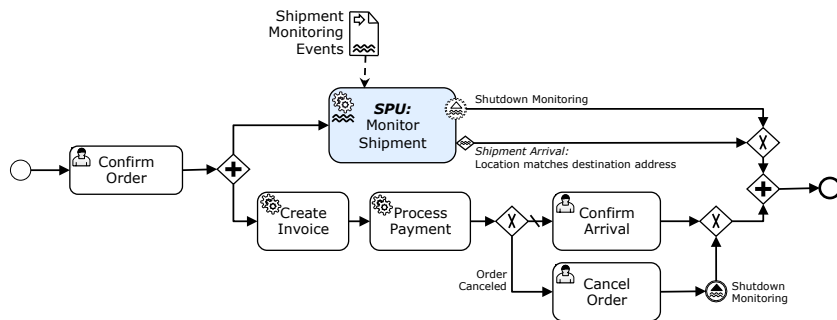 Shipment
Monitoring
Events
SPU:
Monitor
Shipment
Shutdown Monitoring
Shipment Arrival:
Location matches destination address
Confirm
Order
Create
Invoice
Process
Payment
Confirm
Arrival
Order
Canceled
Cancel
Order
Shutdown
Monitoring